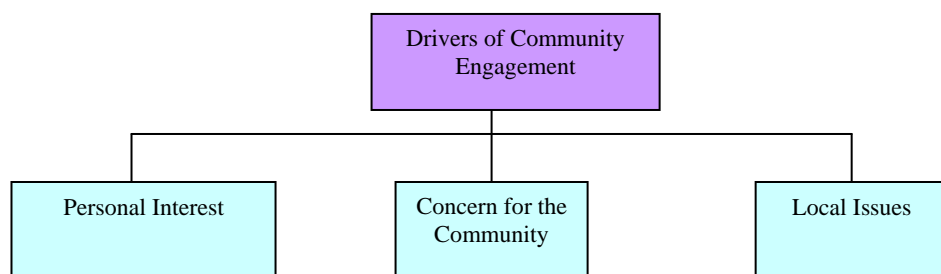 Drivers of Community
Engagement
Personal Interest
Concern for the
Community
Local Issues